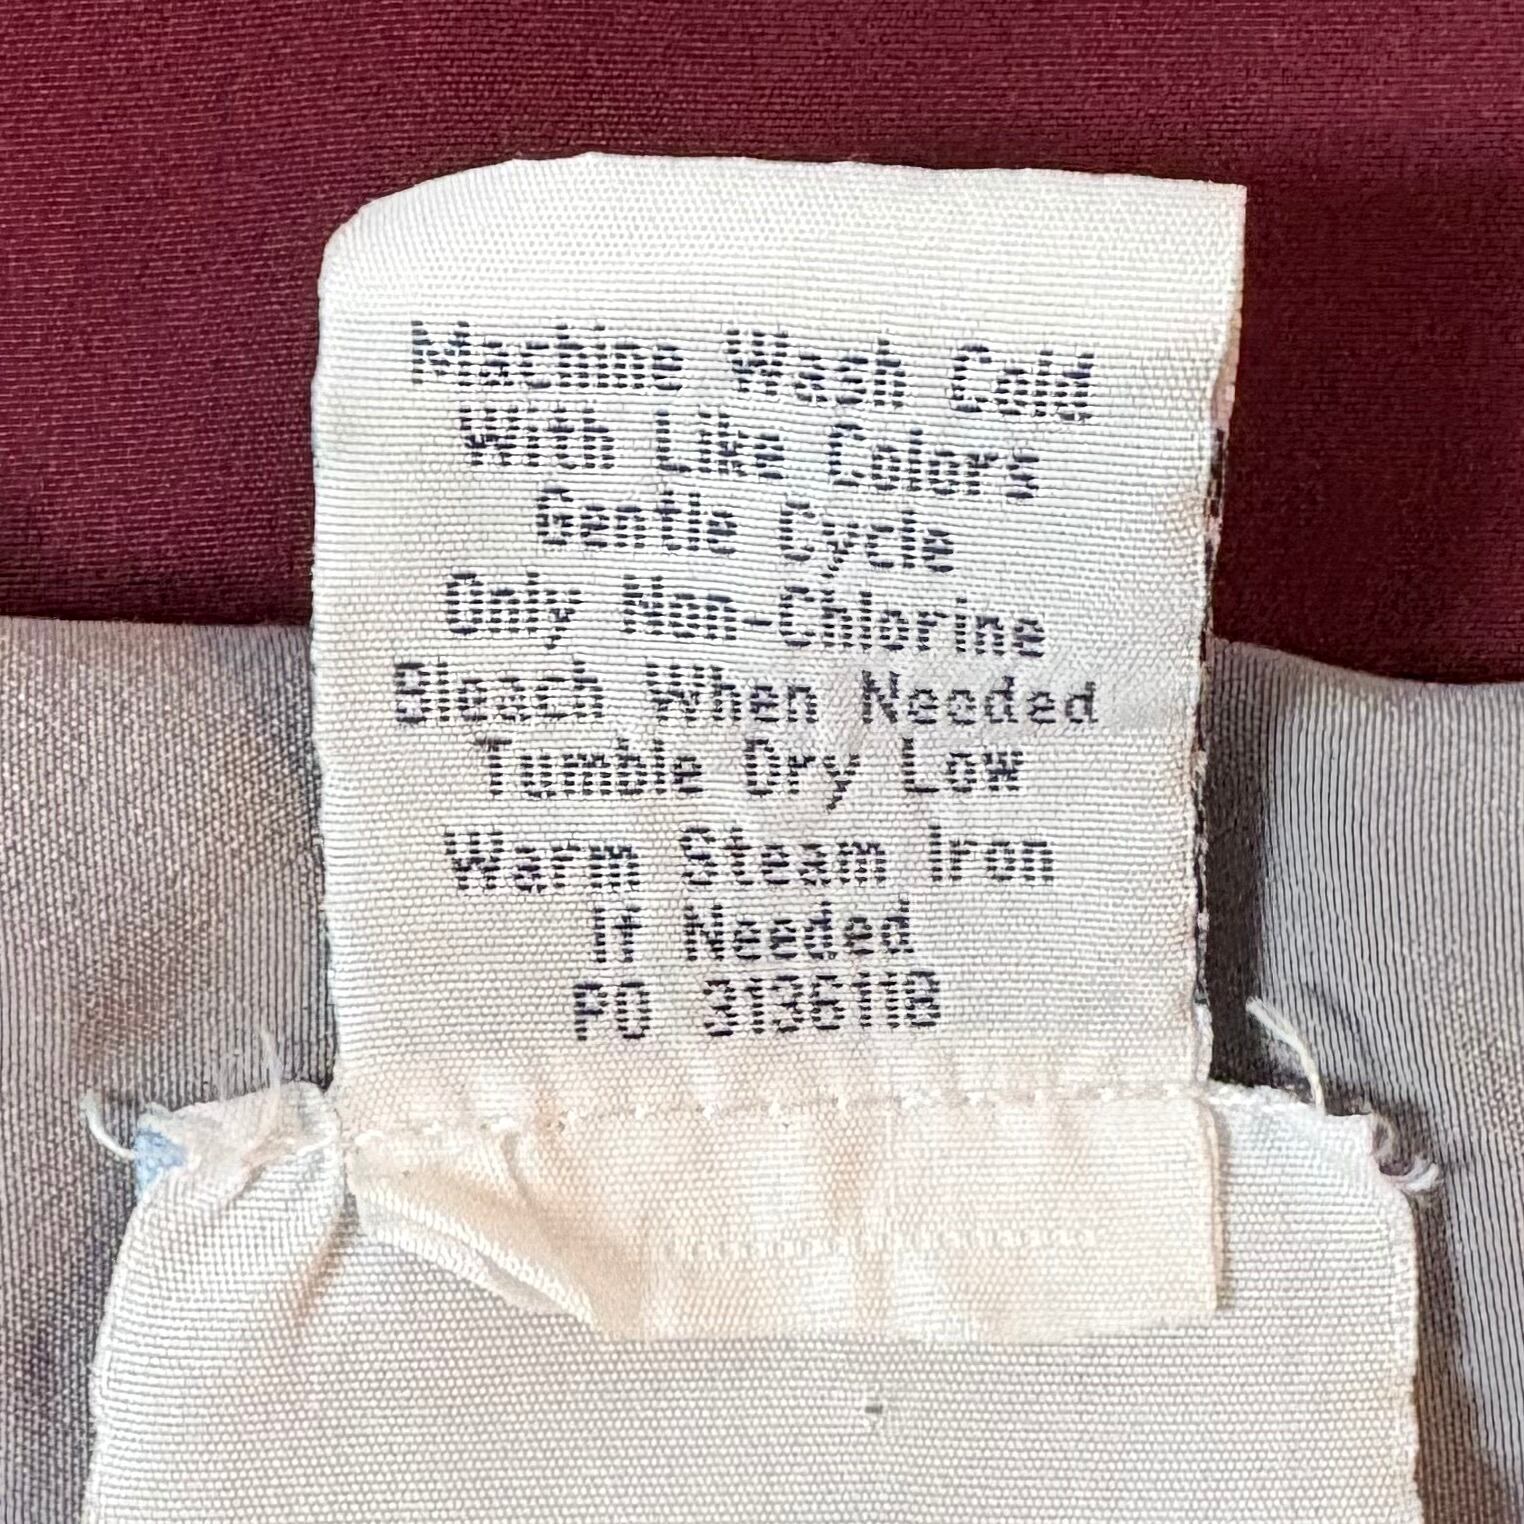 Machine Wash Cold
With Like Colors
Gentle Cycle
Only Non-Chlorine
Bleach When Needed
Tumble Dry Low
Warm Steam Iron
If Needed
PO 3136118